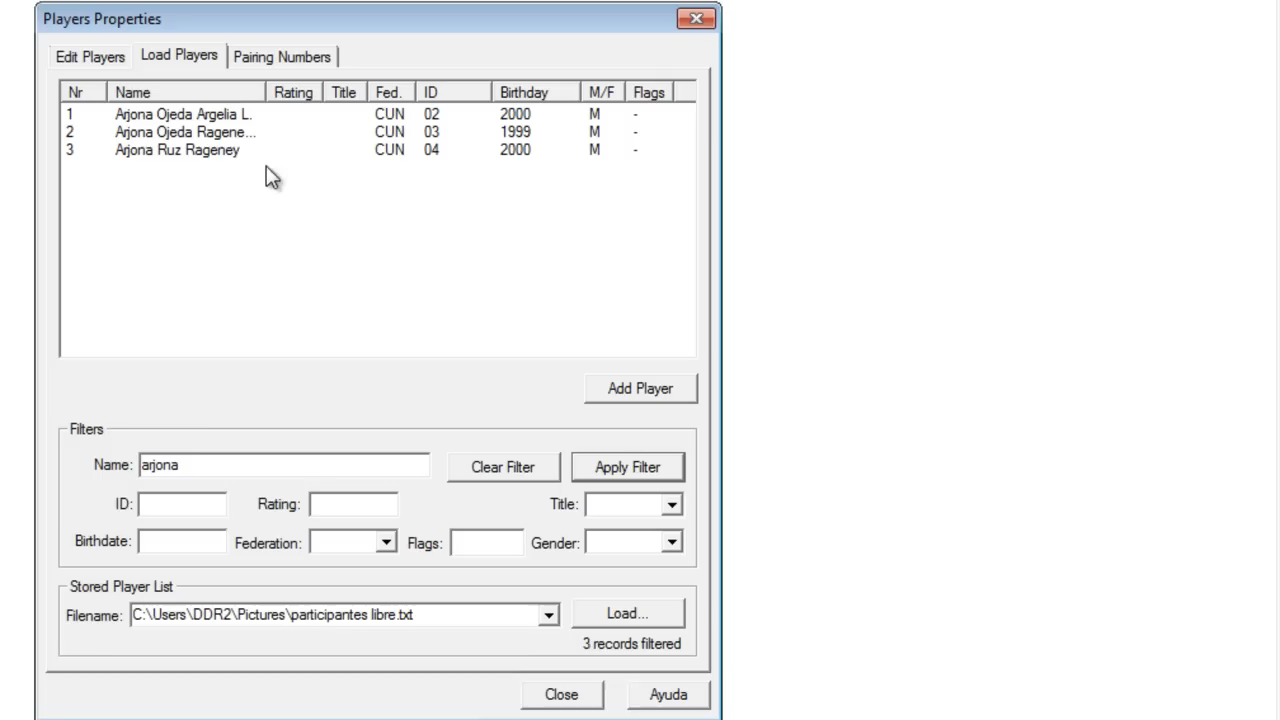 Players Properties
Edit Players Load Players Pairing Numbers
Nr Name Rating Title Fed. ID Birthday M/F Flags
1 Arjona Ojeda Argelia L. CUN 02 2000 M -
2 Arjona Ojeda Ragene... CUN 03 1999 M -
3 Arjona Ruz Rageney CUN 04 2000 M -
Add Player
Filters
Name: arjona Clear Filter Apply Filter
ID: Rating: Title:
Birthdate: Federation: Flags: Gender:
Stored Player List
Filename: C:\Users\DDR2\Pictures\participantes libre.txt Load...
3 records filtered
Close Ayuda